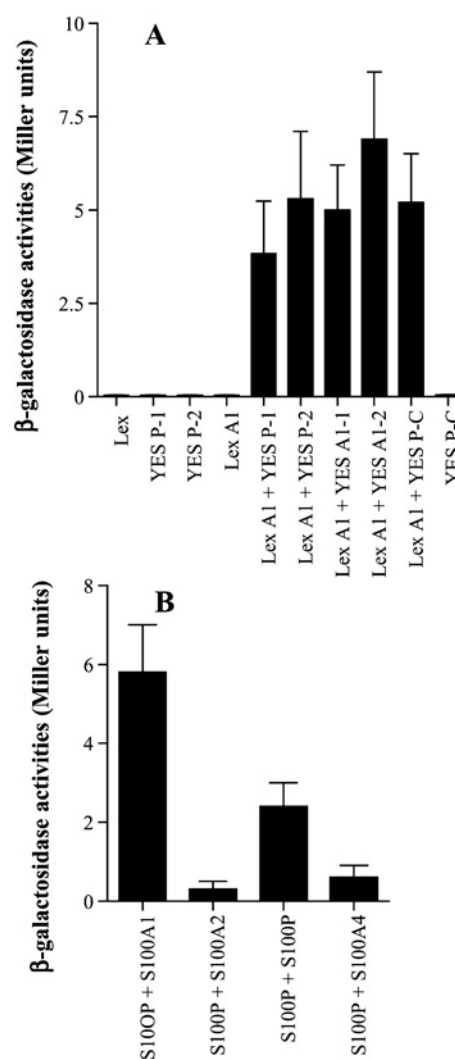 A
β-galactosidase activities (Miller units)
10
7.5
5
2.5
0
Lex
YES P-1
YES P-2
Lex A1
Lex A1 + YES P-1
Lex A1 + YES P-2
Lex A1 + YES A1-1
Lex A1 + YES A1-2
Lex A1 + YES P-C
YES P-C
B
β-galactosidase activities (Miller units)
8
6
4
2
0
S1OOP + S100A1
S100P + S100A2
S100P + S100P
S100P + S100A4